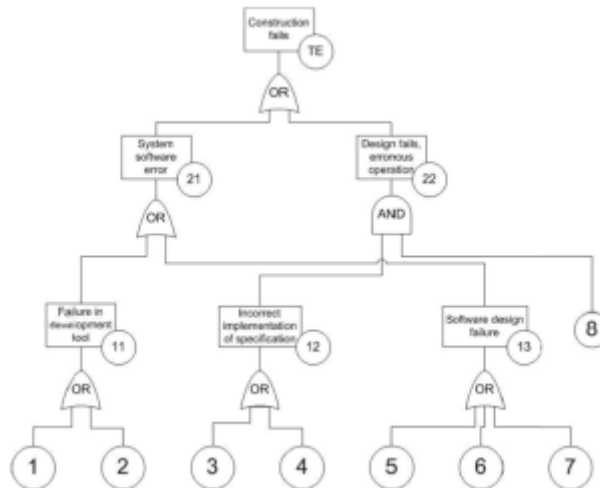 Construction
fails
TE
OR
System
software
error
21
Design fails,
erronous
operation
22
OR
AND
Failure in
development
tool
11
Incorrect
implementation
of specification
12
Software design
failure
13
8
OR
OR
OR
1
2
3
4
5
6
7